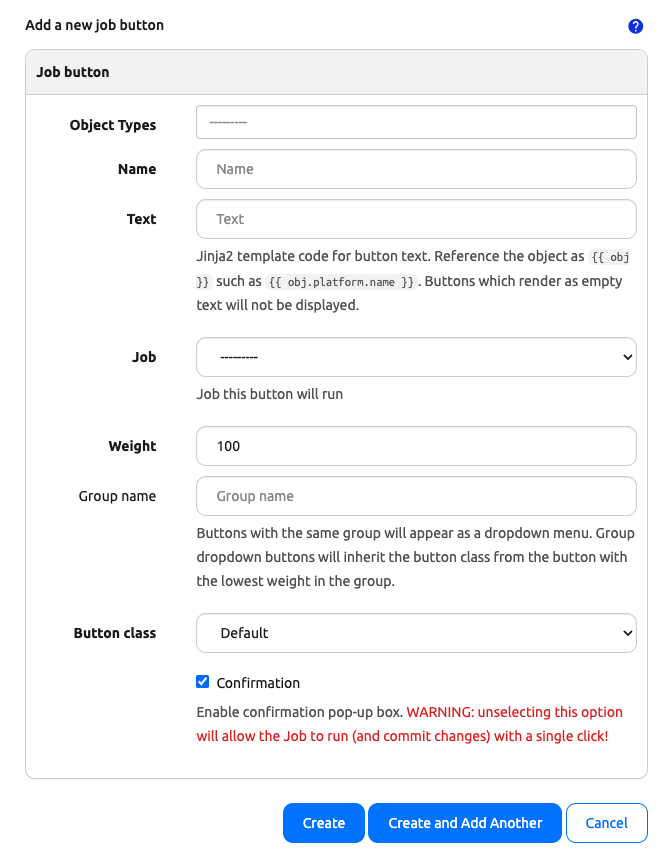 Add a new job button
?
Job button
Object Types
---------
Name
Name
Text
Text
Jinja2 template code for button text. Reference the object as {{ obj
}} such as {{ obj.platform.name }}. Buttons which render as empty
text will not be displayed.
Job
---------
Job this button will run
Weight
100
Group name
Group name
Buttons with the same group will appear as a dropdown menu. Group
dropdown buttons will inherit the button class from the button with
the lowest weight in the group.
Button class
Default
Confirmation
Enable confirmation pop-up box. WARNING: unselecting this option
will allow the Job to run (and commit changes) with a single click!
Create
Create and Add Another
Cancel